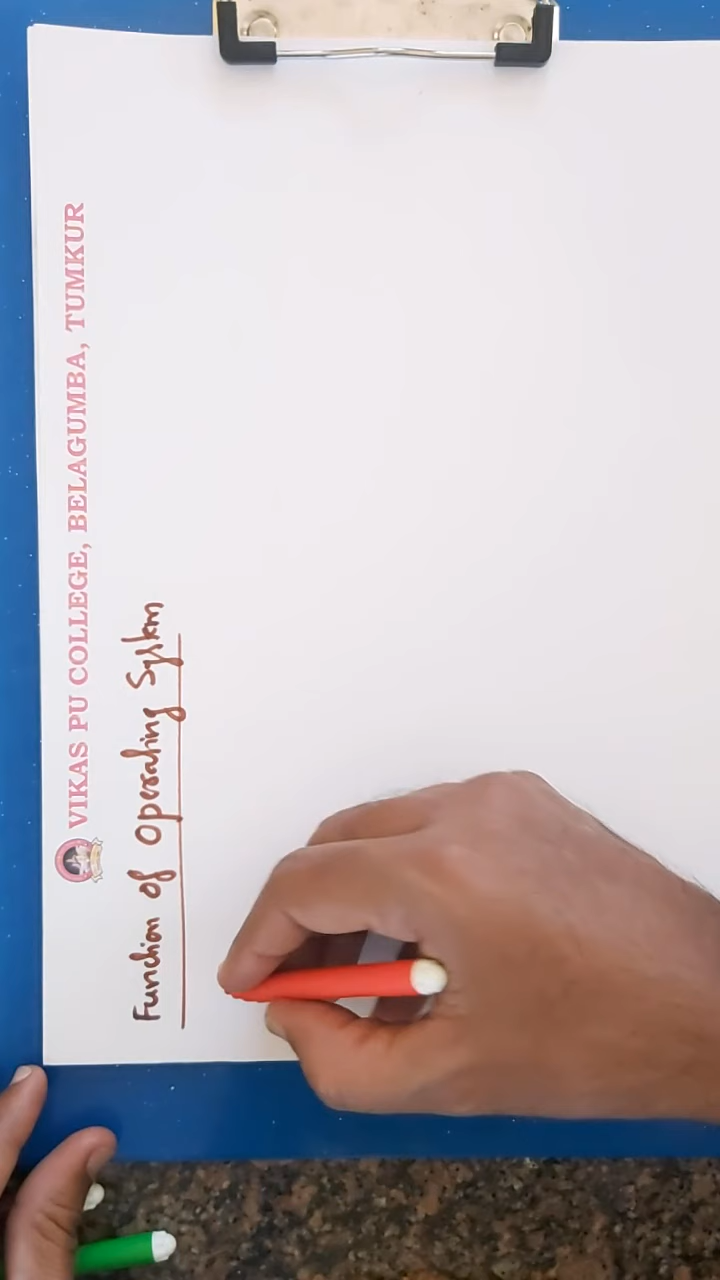 VIKAS PU COLLEGE, BELAGUMBA, TUMKUR
Function of operating System